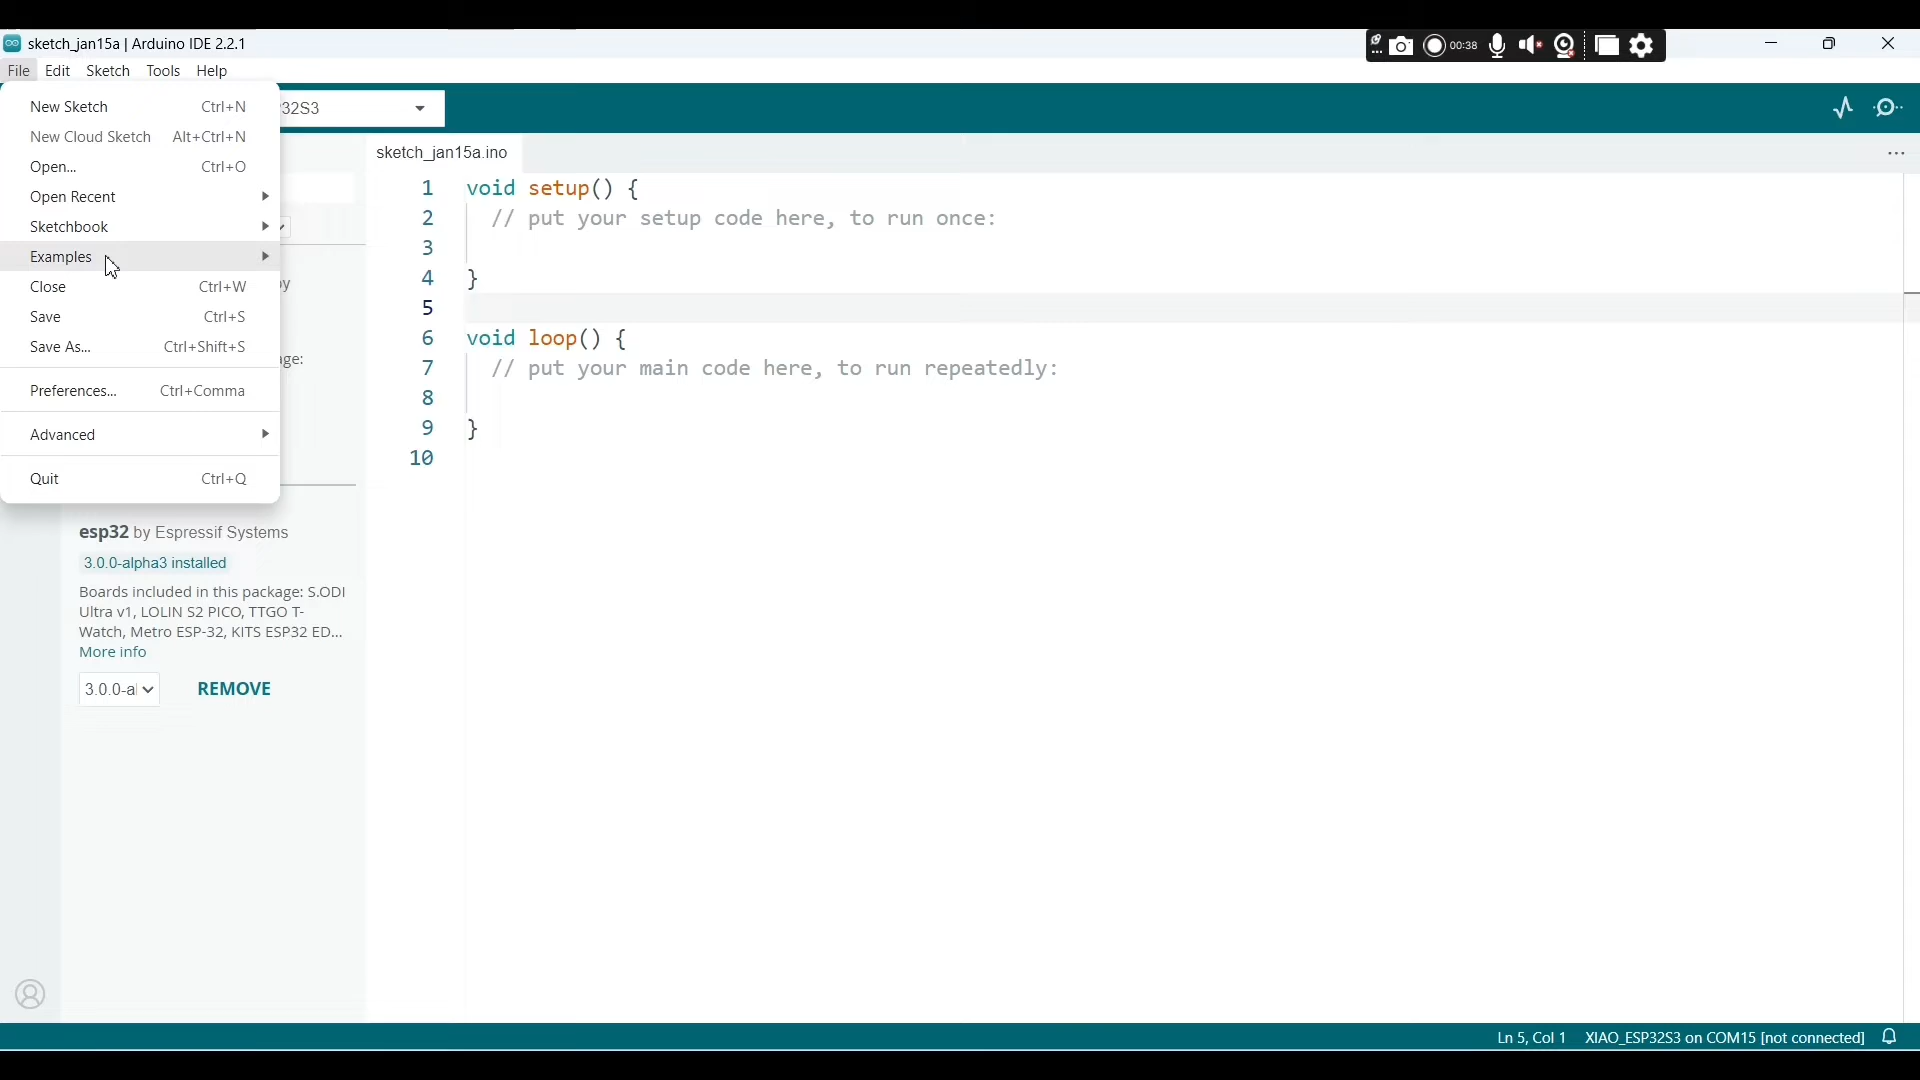 sketch_jan15a | Arduino IDE 2.2.1
00:38
File Edit Sketch Tools Help
New Sketch Ctrl+N
New Cloud Sketch Alt+Ctrl+N
Open... Ctrl+O
Open Recent
Sketchbook
Examples
Close Ctrl+W
Save Ctrl+S
Save As... Ctrl+Shift+S
Preferences... Ctrl+Comma
Advanced
Quit Ctrl+Q
32S3
sketch_jan15a.ino
1 void setup() {
2 // put your setup code here, to run once:
3
4 }
5
6 void loop() {
7 // put your main code here, to run repeatedly:
8
9 }
10
esp32 by Espressif Systems
3.0.0-alpha3 installed
Boards included in this package: S.ODI
Ultra v1, LOLIN S2 PICO, TTGO T-
Watch, Metro ESP-32, KITS ESP32 ED...
More info
3.0.0-al REMOVE
Ln 5, Col 1 XIAO_ESP32S3 on COM15 [not connected]